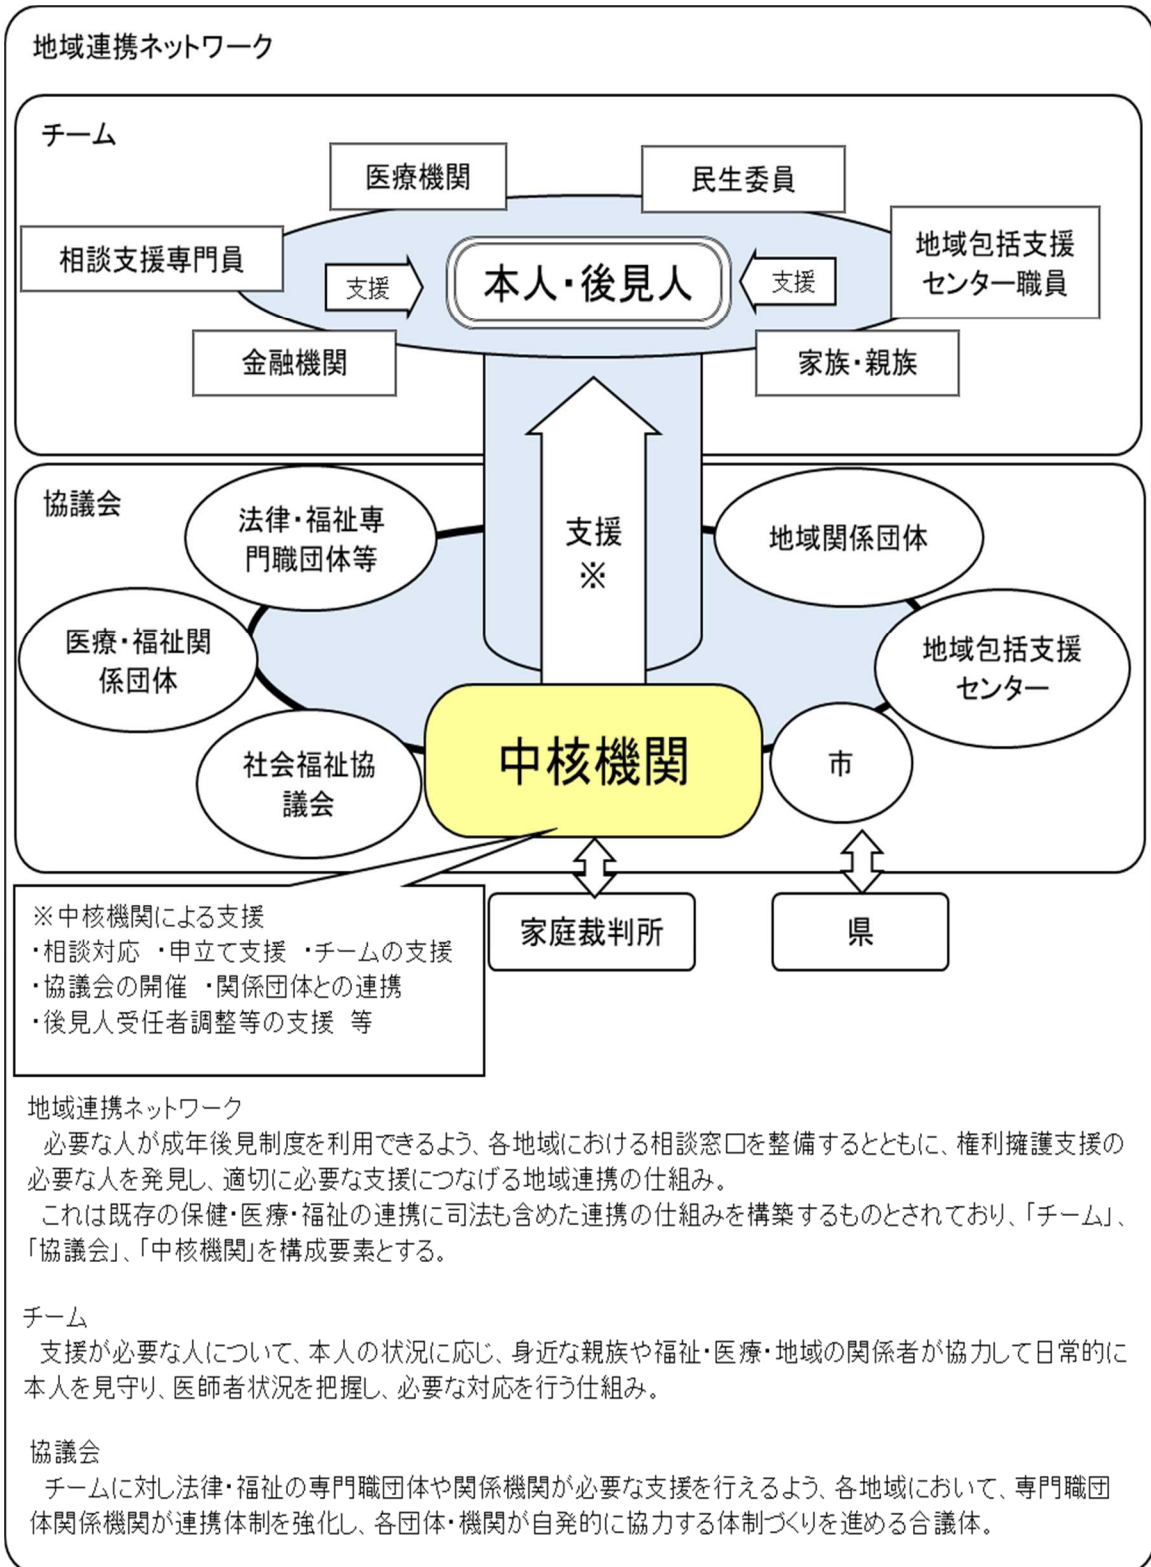 地域連携ネットワーク
チーム
医療機関
民生委員
相談支援専門員
地域包括支援
センター職員
支援
本人・後見人
支援
金融機関
家族・親族
協議会
法律・福祉専
門職団体等
支援
※
地域関係団体
医療・福祉関
係団体
地域包括支援
センター
社会福祉協
議会
中核機関
市
※中核機関による支援
・相談対応 ・申立て支援 ・チームの支援
・協議会の開催 ・関係団体との連携
・後見人受任者調整等の支援 等
家庭裁判所
県
地域連携ネットワーク
必要な人が成年後見制度を利用できるよう、各地域における相談窓口を整備するとともに、権利擁護支援の
必要な人を発見し、適切に必要な支援につなげる地域連携の仕組み。
これは既存の保健・医療・福祉の連携に司法も含めた連携の仕組みを構築するものとされており、「チーム」、
「協議会」、「中核機関」を構成要素とする。
チーム
支援が必要な人について、本人の状況に応じ、身近な親族や福祉・医療・地域の関係者が協力して日常的に
本人を見守り、医師者状況を把握し、必要な対応を行う仕組み。
協議会
チームに対し法律・福祉の専門職団体や関係機関が必要な支援を行えるよう、各地域において、専門職団
体関係機関が連携体制を強化し、各団体・機関が自発的に協力する体制づくりを進める合議体。